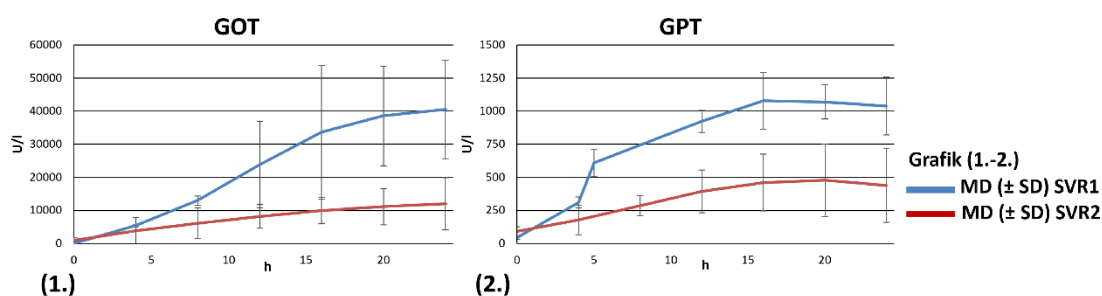 GOT
60000
50000
40000
30000
20000
10000
0
U/l
0 5 10 15 20
h
(1.)
GPT
1500
1250
1000
750
500
250
0
U/l
0 5 10 15 20
h
(2.)
Grafik (1.-2.)
MD (± SD) SVR1
MD (± SD) SVR2